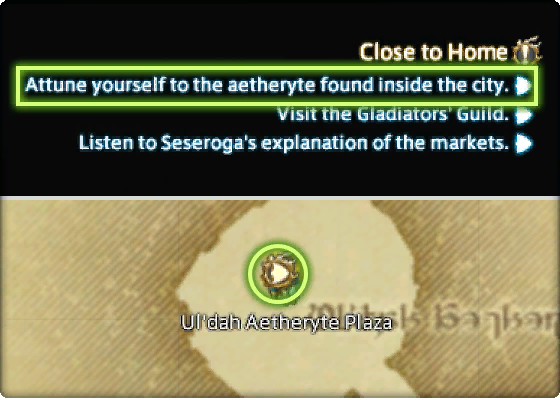 Close to Home
Attune yourself to the aetheryte found inside the city.
Visit the Gladiators' Guild.
Listen to Seseroga's explanation of the markets.
Ul'dah Aetheryte Plaza